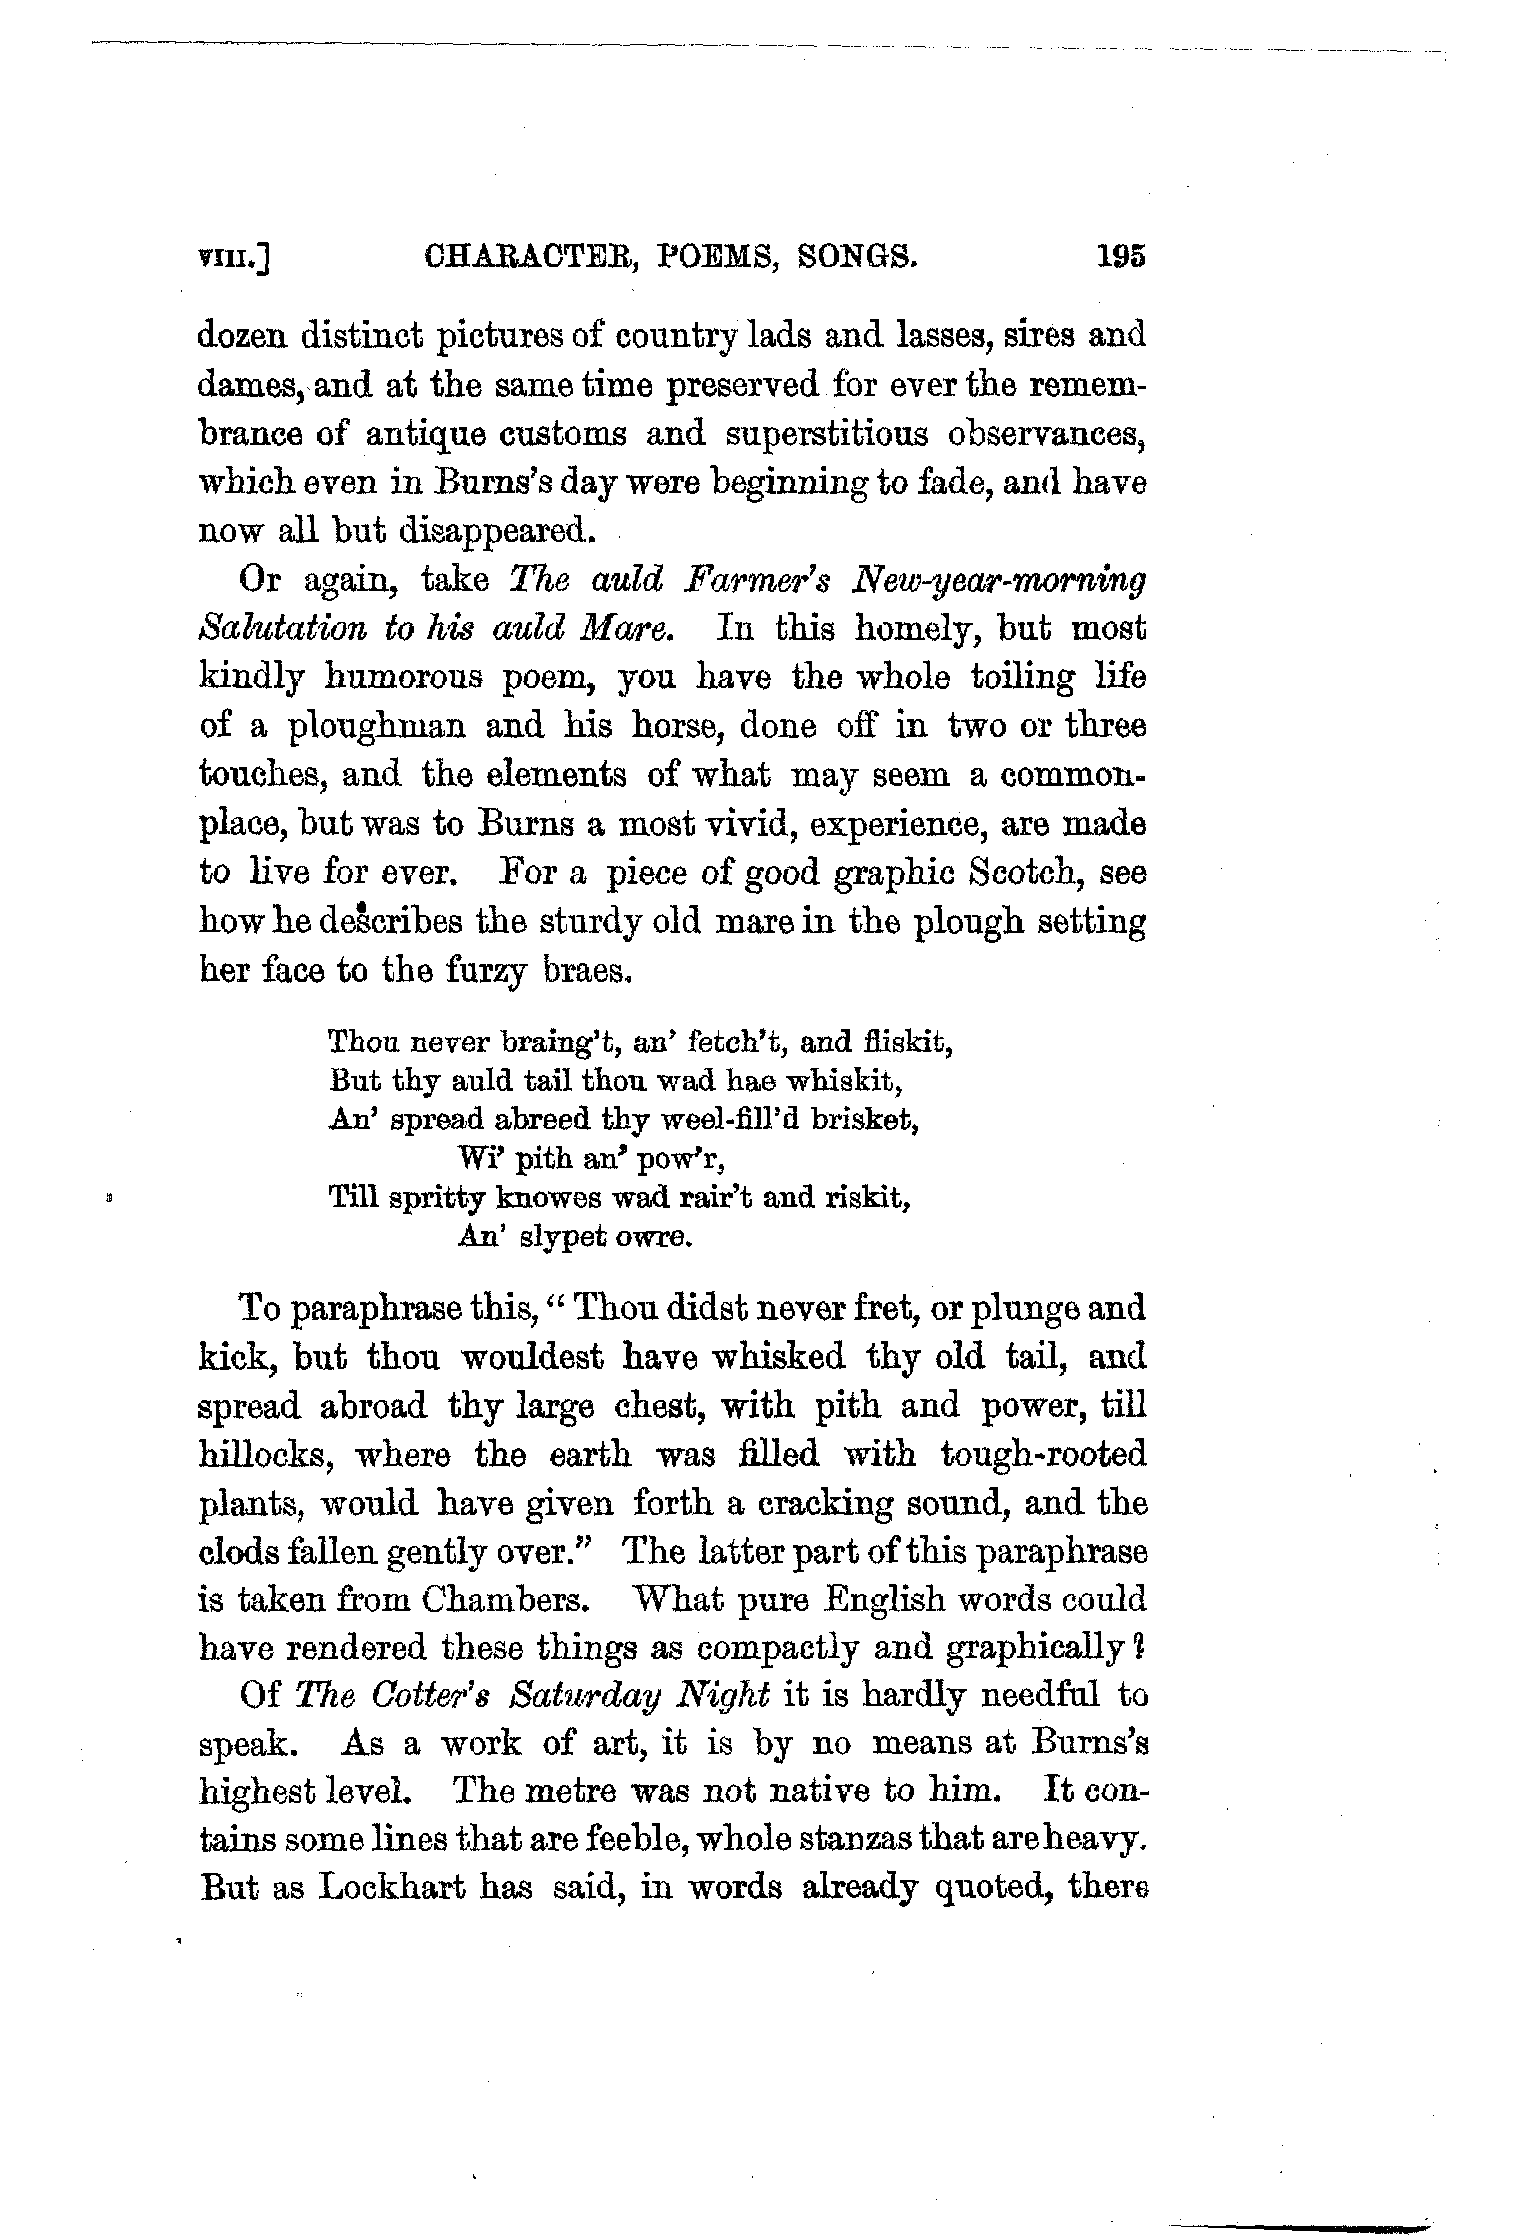 VIII.] CHARACTER, POEMS, SONGS. 195
dozen distinct pictures of country lads and lasses, sires and
dames, and at the same time preserved for ever the remem-
brance of antique customs and superstitious observances,
which even in Burns's day were beginning to fade, and have
now all but disappeared.
Or again, take The auld Farmer's New-year-morning
Salutation to his auld Mare. In this homely, but most
kindly humorous poem, you have the whole toiling life
of a ploughman and his horse, done off in two or three
touches, and the elements of what may seem a common-
place, but was to Burns a most vivid, experience, are made
to live for ever. For a piece of good graphic Scotch, see
how he describes the sturdy old mare in the plough setting
her face to the furzy braes.
Thou never braing't, an' fetch't, and fliskit,
But thy auld tail thou wad hae whiskit,
An' spread abreed thy weel-fill'd brisket,
Wi' pith an' pow'r,
Till spritty knowes wad rair't and riskit,
An' slypet owre.
To paraphrase this, "Thou didst never fret, or plunge and
kick, but thou wouldest have whisked thy old tail, and
spread abroad thy large chest, with pith and power, till
hillocks, where the earth was filled with tough-rooted
plants, would have given forth a cracking sound, and the
clods fallen gently over." The latter part of this paraphrase
is taken from Chambers. What pure English words could
have rendered these things as compactly and graphically?
Of The Cotter's Saturday Night it is hardly needful to
speak. As a work of art, it is by no means at Burns's
highest level. The metre was not native to him. It con-
tains some lines that are feeble, whole stanzas that are heavy.
But as Lockhart has said, in words already quoted, there